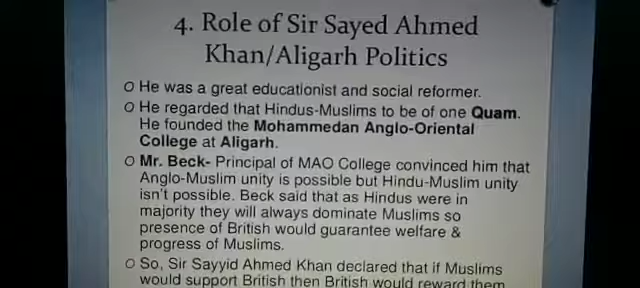 4. Role of Sir Sayed Ahmed
Khan/Aligarh Politics
O He was a great educationist and social reformer.
O He regarded that Hindus-Muslims to be of one Quam.
He founded the Mohammedan Anglo-Oriental
College at Aligarh.
O Mr. Beck- Principal of MAO College convinced him that
Anglo-Muslim unity is possible but Hindu-Muslim unity
isn't possible. Beck said that as Hindus were in
majority they will always dominate Muslims so
presence of British would guarantee welfare &
progress of Muslims.
O So, Sir Sayyid Ahmed Khan declared that if Muslims
would support British then British would reward them